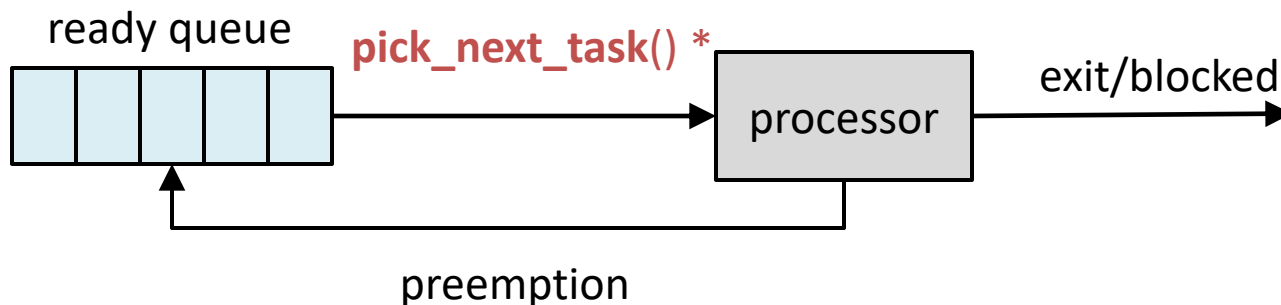 ready queue
pick_next_task() *
exit/blocked
processor
preemption